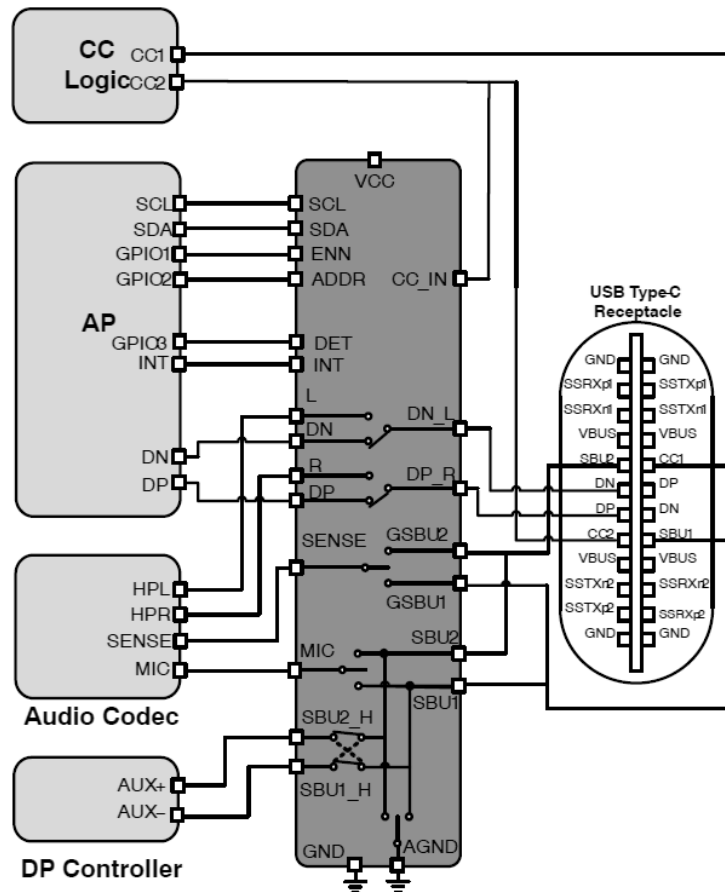 CC
Logic
CC1
CC2
VCC
AP
SCL
SDA
GPIO1
GPIO2
GPIO3
INT
DN
DP
SCL
SDA
ENN
ADDR
DET
INT
L
DN
R
DP
SENSE
MIC
SBU2_H
SBU1_H
GND
CC_IN
DN_L
DP_R
GSBU2
GSBU1
SBU2
SBU1
AGND
HPL
HPR
SENSE
MIC
Audio Codec
AUX+
AUX−
DP Controller
USB Type-C
Receptacle
GND GND
SSRXp1 SSTXp1
SSRXn1 SSTXn1
VBUS VBUS
SBU2 CC1
DN DP
DP DN
CC2 SBU1
VBUS VBUS
SSTXn2 SSRXn2
SSTXp2 SSRXp2
GND GND